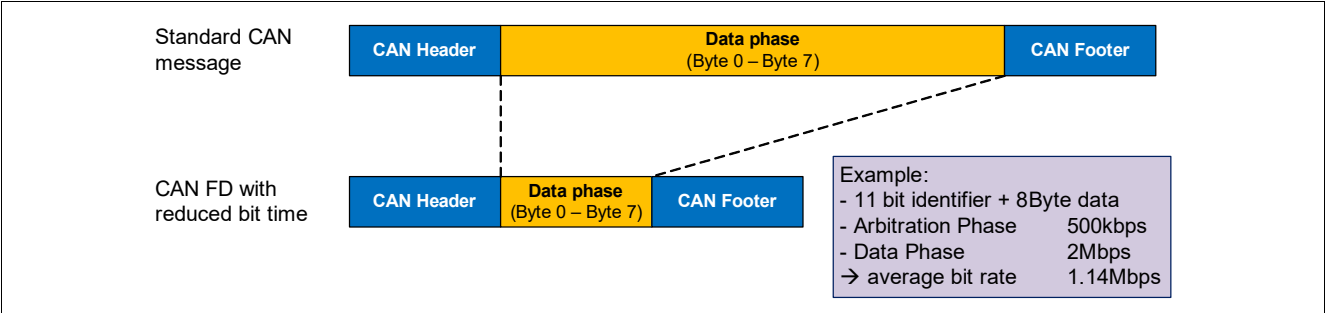 Standard CAN
message
CAN Header
Data phase
(Byte 0 – Byte 7)
CAN Footer
CAN FD with
reduced bit time
CAN Header
Data phase
(Byte 0 – Byte 7)
CAN Footer
Example:
- 11 bit identifier + 8Byte data
- Arbitration Phase 500kbps
- Data Phase 2Mbps
→ average bit rate 1.14Mbps